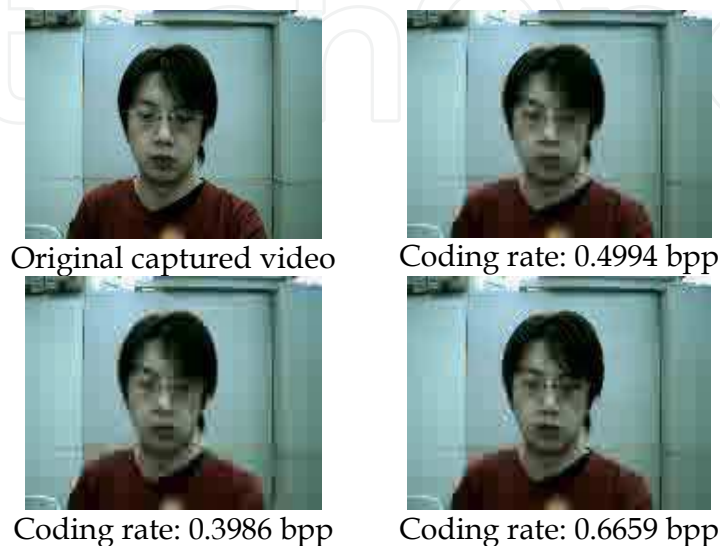 Original captured video
Coding rate: 0.4994 bpp
Coding rate: 0.3986 bpp
Coding rate: 0.6659 bpp